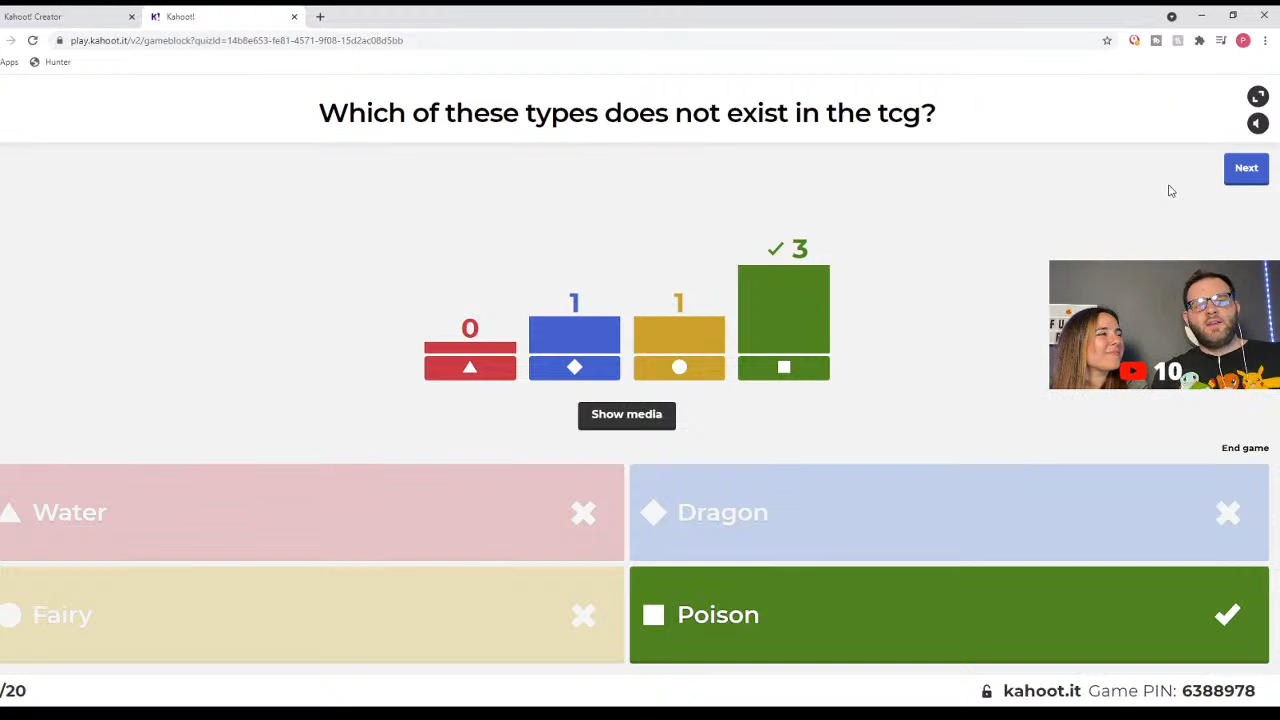 Kahoot! Creator
K! Kahoot!
play.kahoot.it/v2/gameblock?quizId=14b8e653-fe81-4571-9f08-15d2ac08d5bb
P
Apps
Hunter
Which of these types does not exist in the tcg?
Next
3
1
1
0
F U
10
Show media
End game
Water
Dragon
Fairy
Poison
/20
kahoot.it Game PIN: 6388978